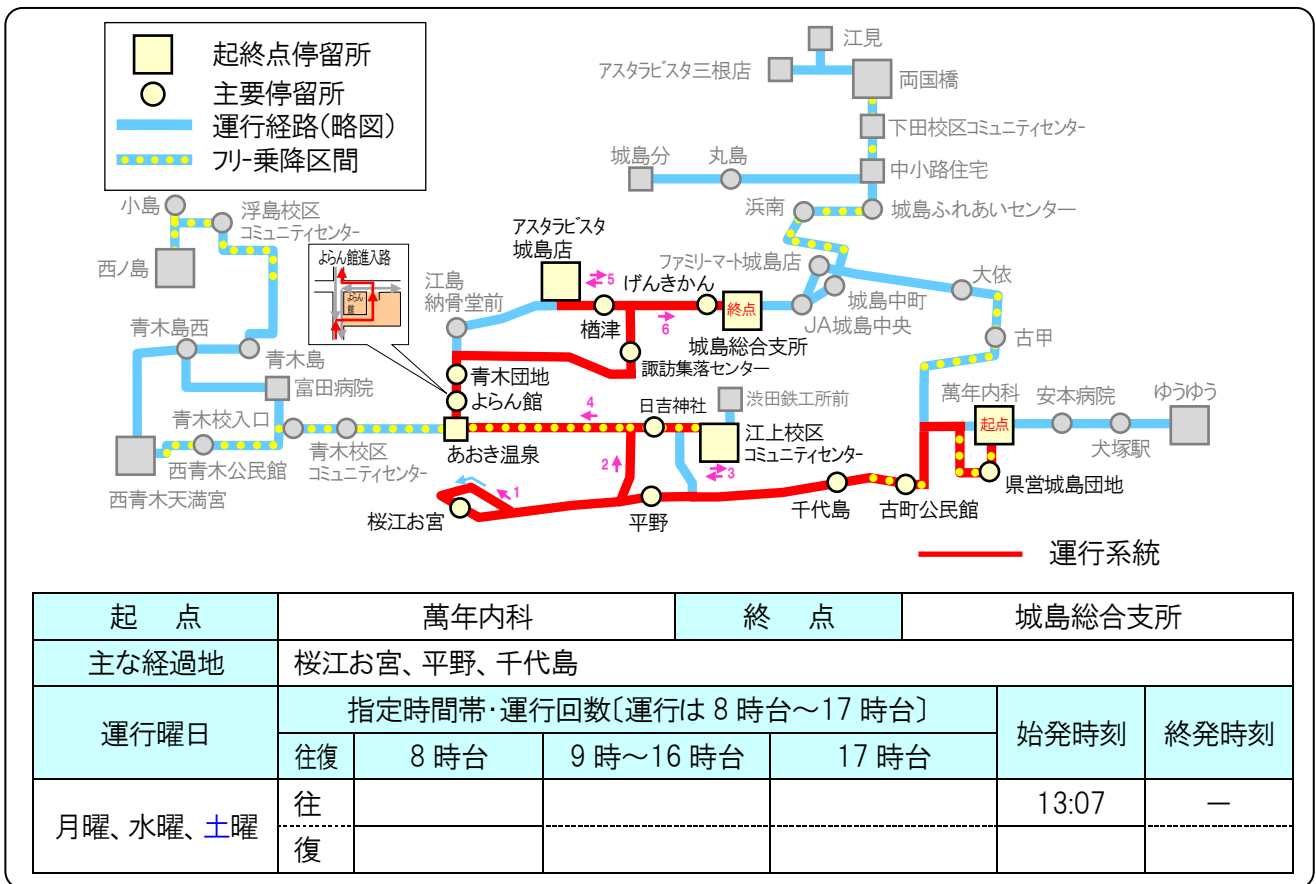 起終点停留所
主要停留所
運行経路(略図)
フリー乗降区間
江見
アスタラビスタ三根店
両国橋
下田校区コミュニティセンター
城島分
丸島
中小路住宅
浜南
城島ふれあいセンター
小島
浮島校区
コミュニティセンター
西ノ島
よらん館進入路
よらん
館
江島
納骨堂前
アスタラビスタ
城島店
5
げんきかん
ファミリーマート城島店
大依
楢津
6
終点
城島総合支所
城島中町
JA城島中央
古甲
青木島西
青木島
諏訪集落センター
富田病院
青木団地
よらん館
4
日吉神社
渋田鉄工所前
萬年内科
安本病院
ゆうゆう
青木校入口
起点
江上校区
コミュニティセンター
犬塚駅
西青木公民館
青木校区
コミュニティセンター
あおき温泉
2
3
西青木天満宮
1
県営城島団地
桜江お宮
平野
千代島
古町公民館
運行系統
起 点 萬年内科 終 点 城島総合支所
主な経過地 桜江お宮、平野、千代島
運行曜日 指定時間帯・運行回数〔運行は8時台~17時台〕 始発時刻 終発時刻
往復 8時台 9時~16時台 17時台
月曜、水曜、土曜 往 13:07 ―
復